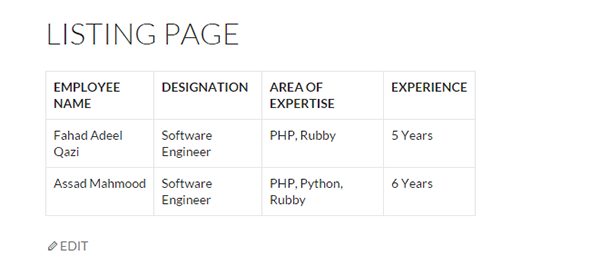 LISTING PAGE
EMPLOYEE NAME DESIGNATION AREA OF EXPERTISE EXPERIENCE
Fahad Adeel Qazi Software Engineer PHP, Rubby 5 Years
Assad Mahmood Software Engineer PHP, Python, Rubby 6 Years
EDIT